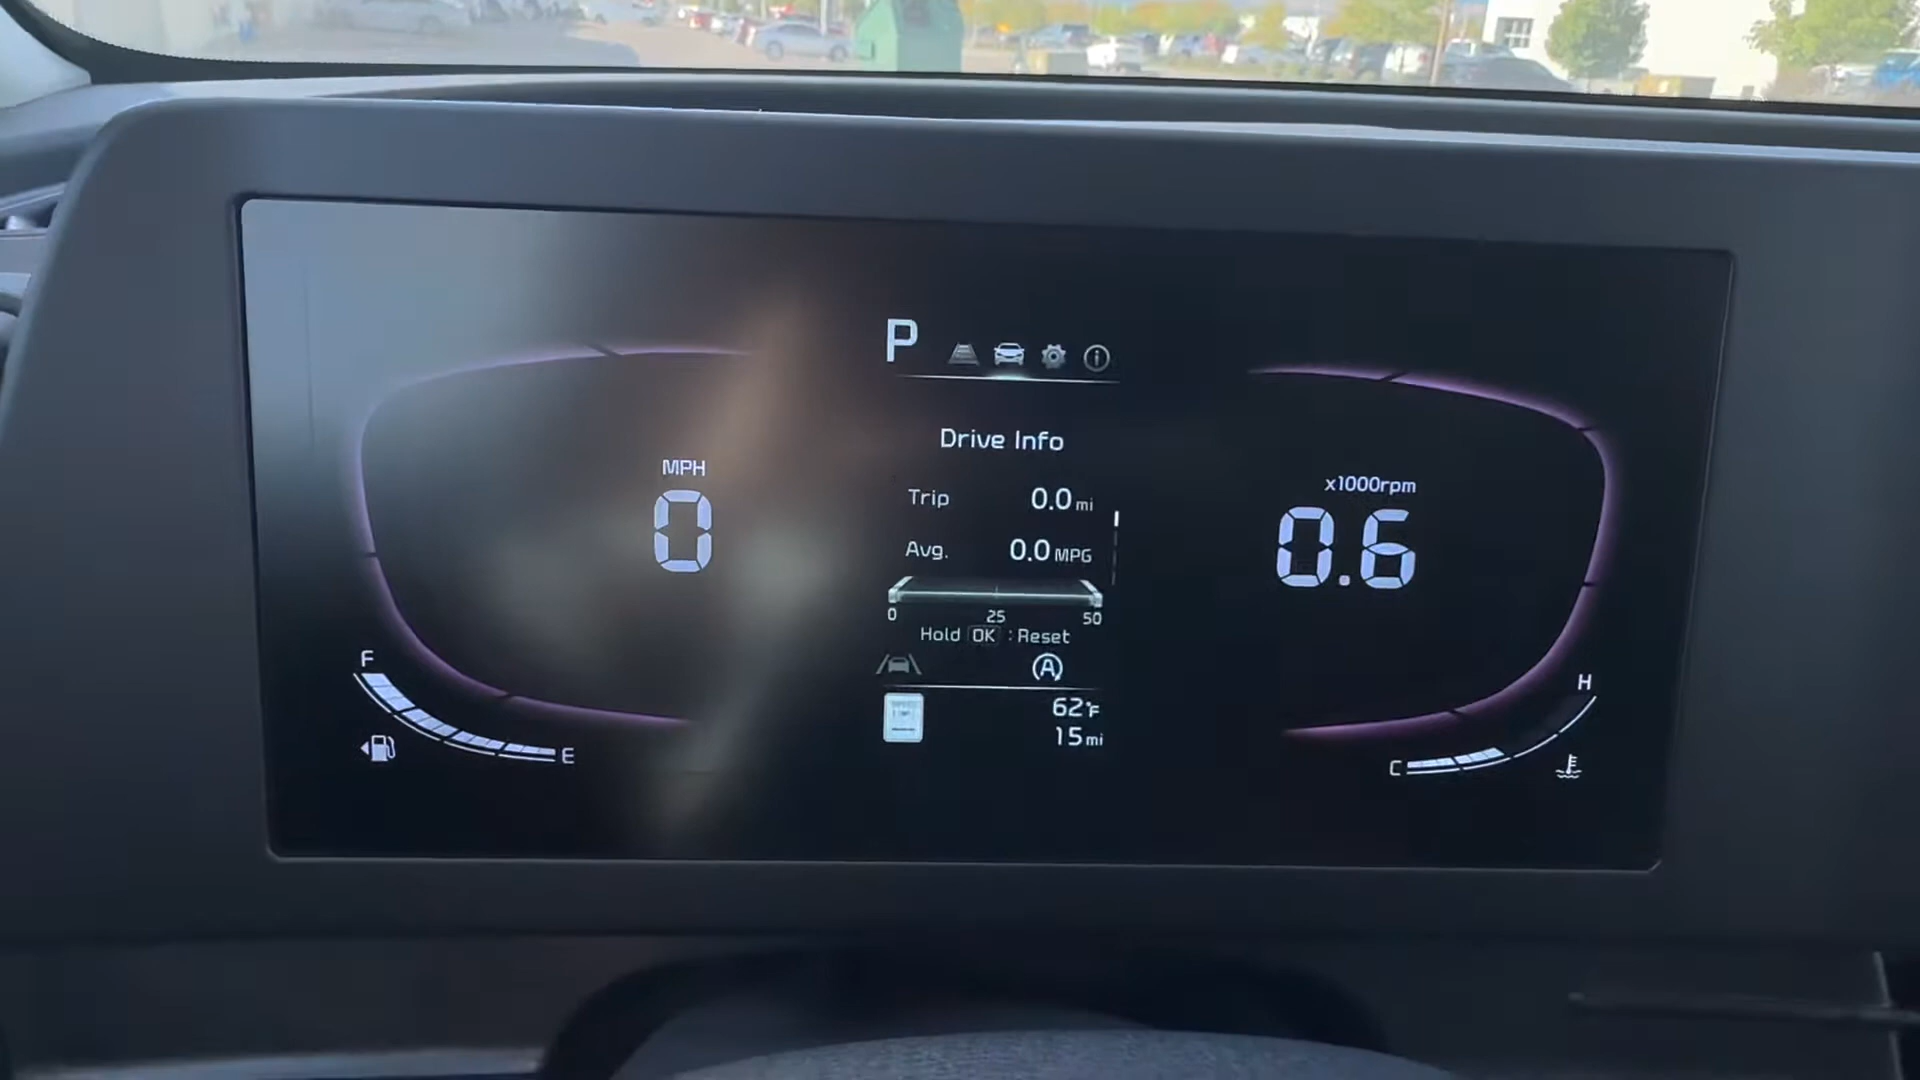 P
Drive Info
Trip 0.0 mi
Avg. 0.0 MPG
0 25 50
Hold OK : Reset
A
62°F
15 mi
MPH
0
x1000rpm
0.6
F
E
H
C